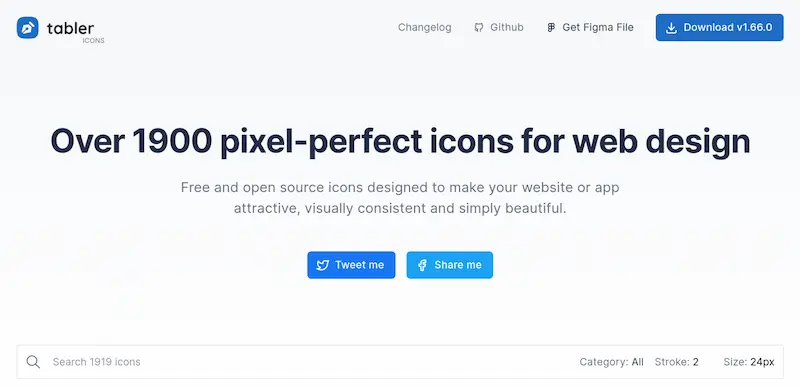 tabler
ICONS
Changelog
Github
Get Figma File
Download v1.66.0
Over 1900 pixel-perfect icons for web design
Free and open source icons designed to make your website or app
attractive, visually consistent and simply beautiful.
Tweet me
Share me
Search 1919 icons
Category: All
Stroke: 2
Size: 24px